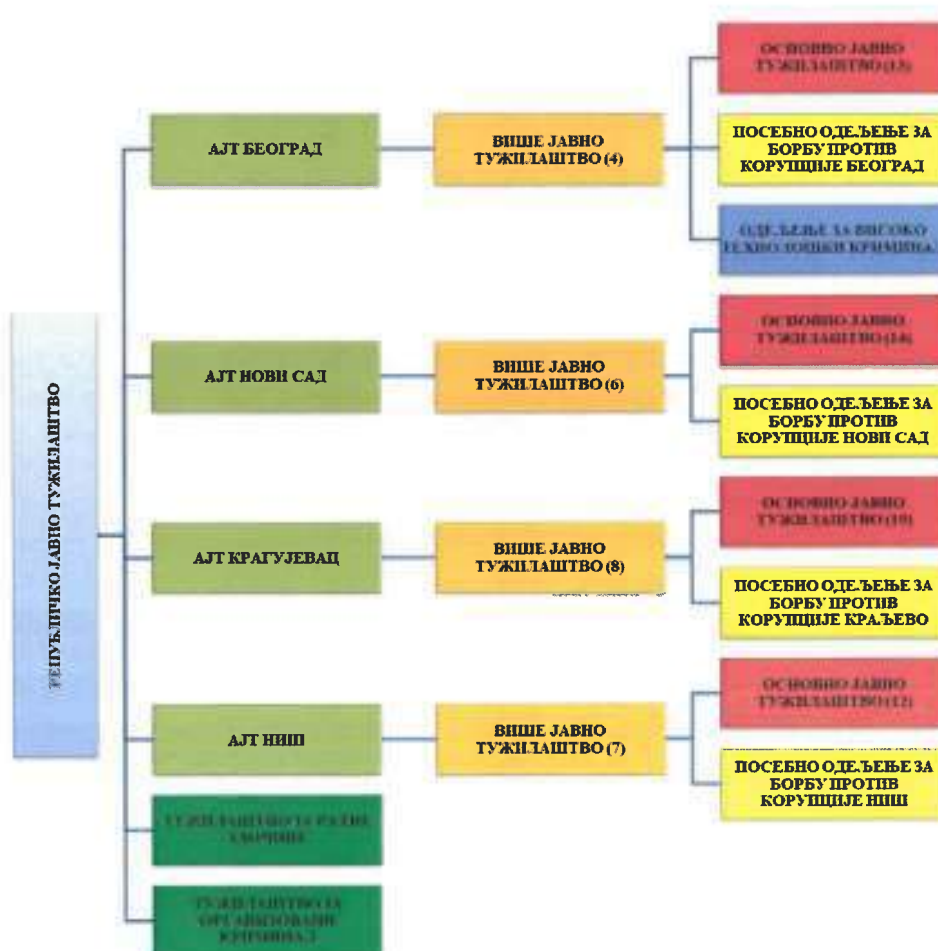 РЕПУБЛИЧКО ЈАВНО ТУЖИЛАШТВО
АЈТ БЕОГРАД
ВИШЕ ЈАВНО
ТУЖИЛАШТВО (4)
ОСНОВНО ЈАВНО
ТУЖИЛАШТВО (13)
ПОСЕБНО ОДЕЉЕЊЕ ЗА
БОРБУ ПРОТИВ
КОРУПЦИЈЕ БЕОГРАД
ОДЕЉЕЊЕ ЗА ВИСОКО
ТЕХНОЛОШКИ КРИМИНАЛ
АЈТ НОВИ САД
ВИШЕ ЈАВНО
ТУЖИЛАШТВО (6)
ОСНОВНО ЈАВНО
ТУЖИЛАШТВО (14)
ПОСЕБНО ОДЕЉЕЊЕ ЗА
БОРБУ ПРОТИВ
КОРУПЦИЈЕ НОВИ САД
АЈТ КРАГУЈЕВАЦ
ВИШЕ ЈАВНО
ТУЖИЛАШТВО (8)
ОСНОВНО ЈАВНО
ТУЖИЛАШТВО (19)
ПОСЕБНО ОДЕЉЕЊЕ ЗА
БОРБУ ПРОТИВ
КОРУПЦИЈЕ КРАЉЕВО
АЈТ НИШ
ВИШЕ ЈАВНО
ТУЖИЛАШТВО (7)
ОСНОВНО ЈАВНО
ТУЖИЛАШТВО (12)
ПОСЕБНО ОДЕЉЕЊЕ ЗА
БОРБУ ПРОТИВ
КОРУПЦИЈЕ НИШ
ТУЖИЛАШТВО ЗА РАТНЕ
ЗЛОЧИНЕ
ТУЖИЛАШТВО ЗА
ОРГАНИЗОВАНИ
КРИМИНАЛ